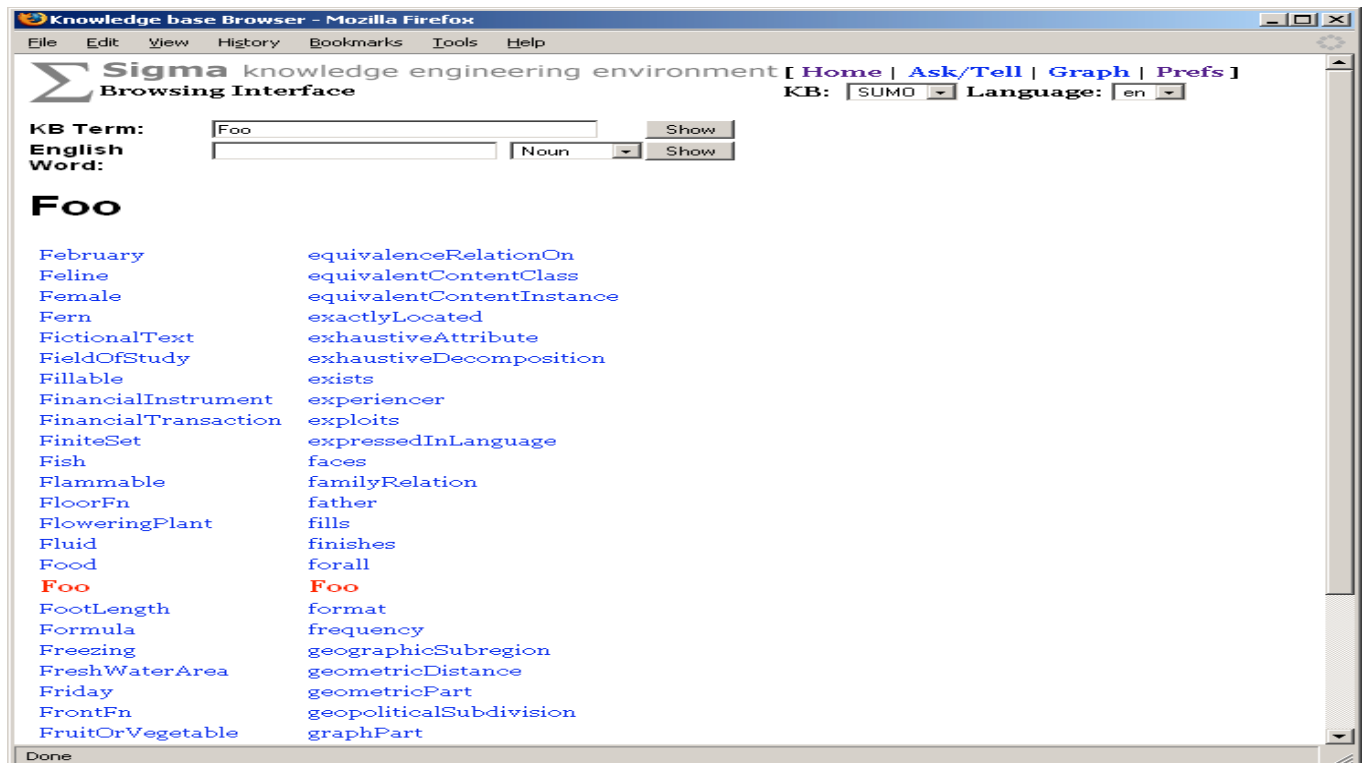 Knowledge base Browser - Mozilla Firefox
File Edit View History Bookmarks Tools Help
Σ Sigma knowledge engineering environment [ Home | Ask/Tell | Graph | Prefs ]
Browsing Interface KB: SUMO Language: en
KB Term: Foo Show
English Word: Noun Show
Foo
February equivalenceRelationOn
Feline equivalentContentClass
Female equivalentContentInstance
Fern exactlyLocated
FictionalText exhaustiveAttribute
FieldOfStudy exhaustiveDecomposition
Fillable exists
FinancialInstrument experiencer
FinancialTransaction exploits
FiniteSet expressedInLanguage
Fish faces
Flammable familyRelation
FloorFn father
FloweringPlant fills
Fluid finishes
Food forall
Foo Foo
FootLength format
Formula frequency
Freezing geographicSubregion
FreshWaterArea geometricDistance
Friday geometricPart
FrontFn geopoliticalSubdivision
FruitOrVegetable graphPart
Done